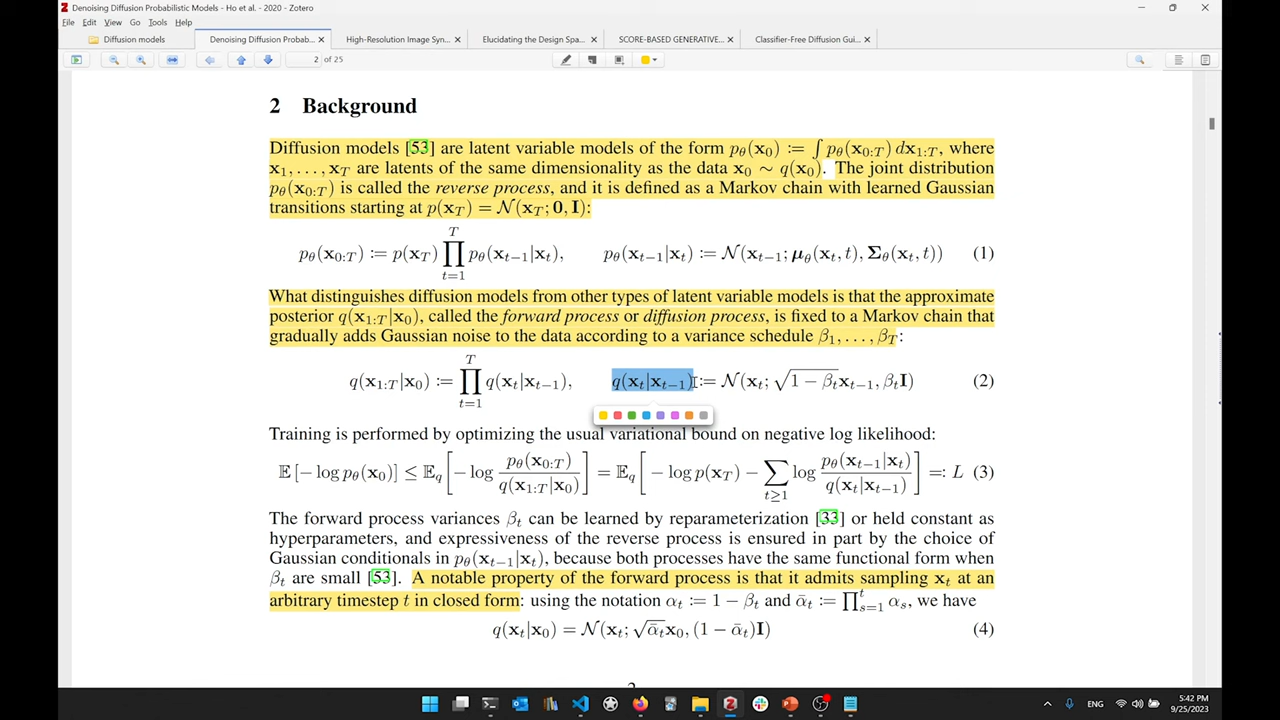 Denoising Diffusion Probabilistic Models - Ho et al. - 2020 - Zotero
File Edit View Go Tools Help
Diffusion models Denoising Diffusion Probab... High-Resolution Image Syn... Elucidating the Design Spa... SCORE-BASED GENERATIVE... Classifier-Free Diffusion Gui...
2 of 25
2 Background
Diffusion models [53] are latent variable models of the form pθ(x₀) := ∫ pθ(x₀:T) dx₁:T, where
x₁, . . . , xT are latents of the same dimensionality as the data x₀ ∼ q(x₀). The joint distribution
pθ(x₀:T) is called the reverse process, and it is defined as a Markov chain with learned Gaussian
transitions starting at p(xT) = N(xT; 0, I):
pθ(x₀:T) := p(xT) ∏_{t=1}^{T} pθ(xt−1|xt), pθ(xt−1|xt) := N(xt−1; μθ(xt, t), Σθ(xt, t)) (1)
What distinguishes diffusion models from other types of latent variable models is that the approximate
posterior q(x₁:T|x₀), called the forward process or diffusion process, is fixed to a Markov chain that
gradually adds Gaussian noise to the data according to a variance schedule β₁, . . . , βT:
q(x₁:T|x₀) := ∏_{t=1}^{T} q(xt|xt−1), q(xt|xt−1) := N(xt; √(1 − βt)xt−1, βtI) (2)
Training is performed by optimizing the usual variational bound on negative log likelihood:
E [− log pθ(x₀)] ≤ Eq [− log pθ(x₀:T) / q(x₁:T|x₀)] = Eq [− log p(xT) − ∑_{t≥1} log pθ(xt−1|xt) / q(xt|xt−1)] =: L (3)
The forward process variances βt can be learned by reparameterization [33] or held constant as
hyperparameters, and expressiveness of the reverse process is ensured in part by the choice of
Gaussian conditionals in pθ(xt−1|xt), because both processes have the same functional form when
βt are small [53]. A notable property of the forward process is that it admits sampling xt at an
arbitrary timestep t in closed form: using the notation αt := 1 − βt and ᾱt := ∏_{s=1}^{t} αs, we have
q(xt|x₀) = N(xt; √ᾱt x₀, (1 − ᾱt)I) (4)
ENG
5:42 PM
9/25/2023